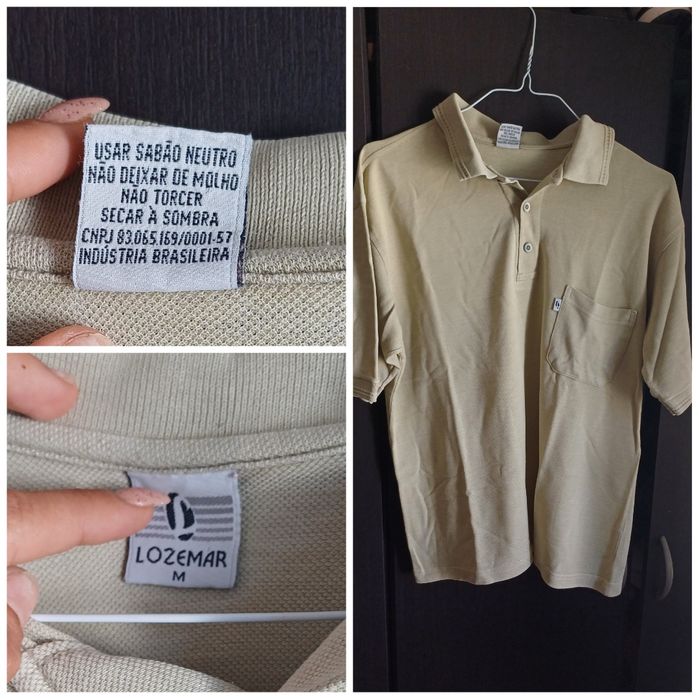 USAR SABÃO NEUTRO
NÃO DEIXAR DE MOLHO
NÃO TORCER
SECAR À SOMBRA
CNPJ 83.065.169/0001-57
INDÚSTRIA BRASILEIRA
LOZEMAR
M